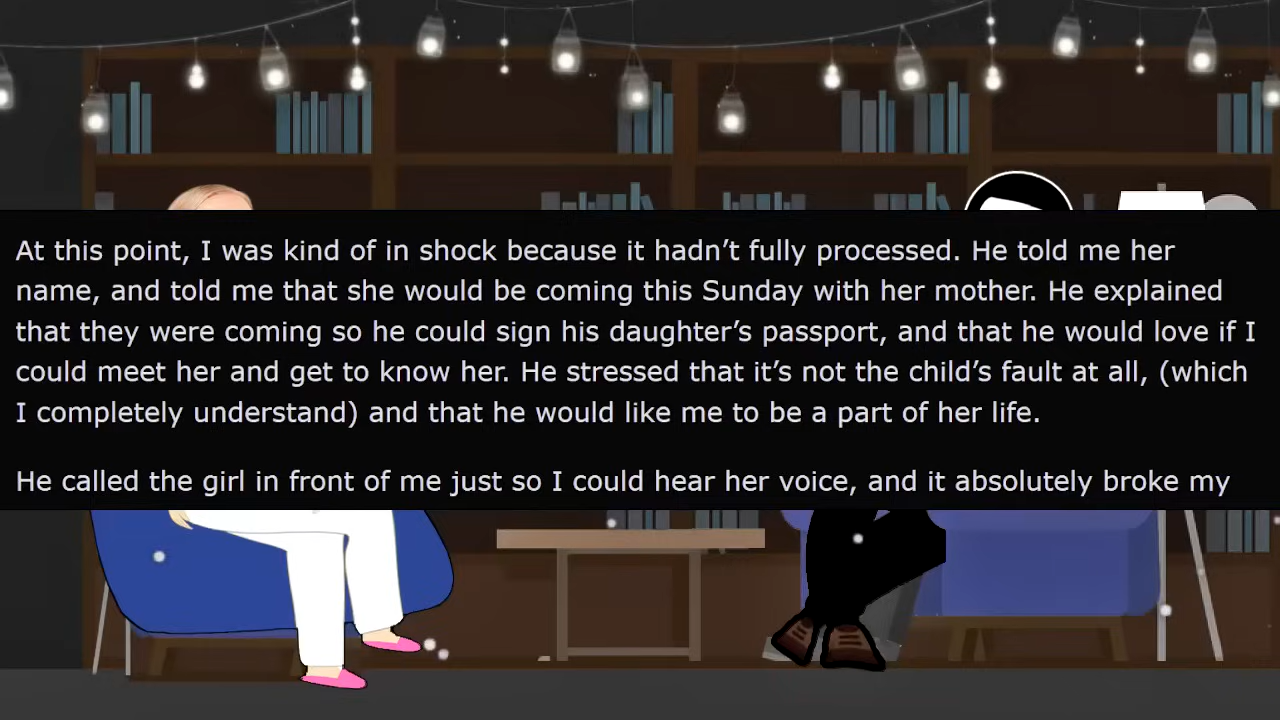 At this point, I was kind of in shock because it hadn’t fully processed. He told me her
name, and told me that she would be coming this Sunday with her mother. He explained
that they were coming so he could sign his daughter’s passport, and that he would love if I
could meet her and get to know her. He stressed that it’s not the child’s fault at all, (which
I completely understand) and that he would like me to be a part of her life.
He called the girl in front of me just so I could hear her voice, and it absolutely broke my